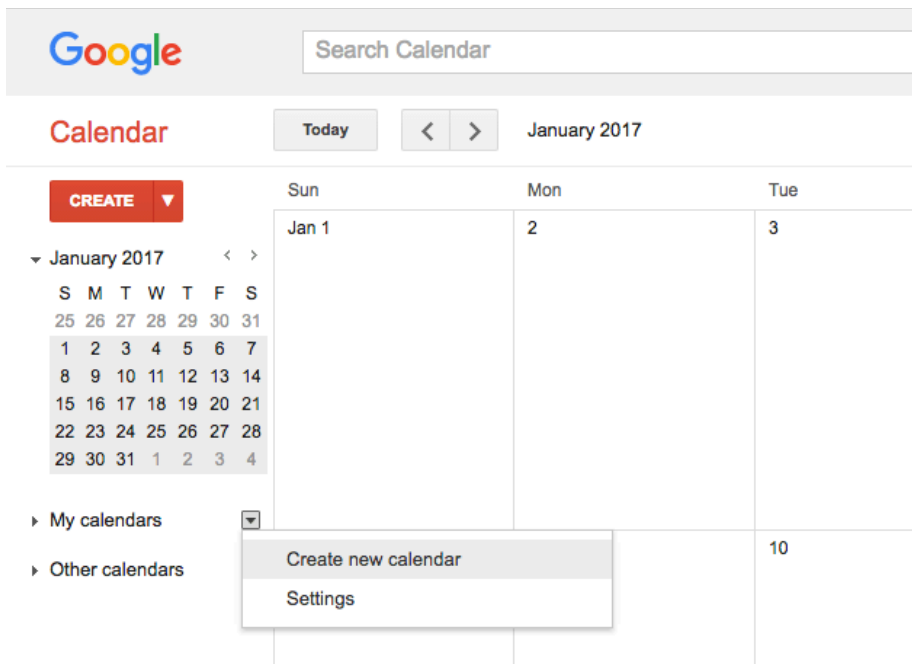 Google
Search Calendar
Calendar
Today
January 2017
CREATE
Sun Mon Tue
Jan 1 2 3
January 2017
S M T W T F S
25 26 27 28 29 30 31
1 2 3 4 5 6 7
8 9 10 11 12 13 14
15 16 17 18 19 20 21
22 23 24 25 26 27 28
29 30 31 1 2 3 4
My calendars
Other calendars
Create new calendar
Settings
10